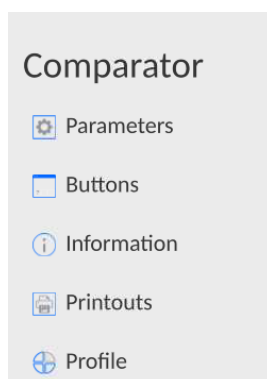 Comparator
Parameters
Buttons
Information
Printouts
Profile